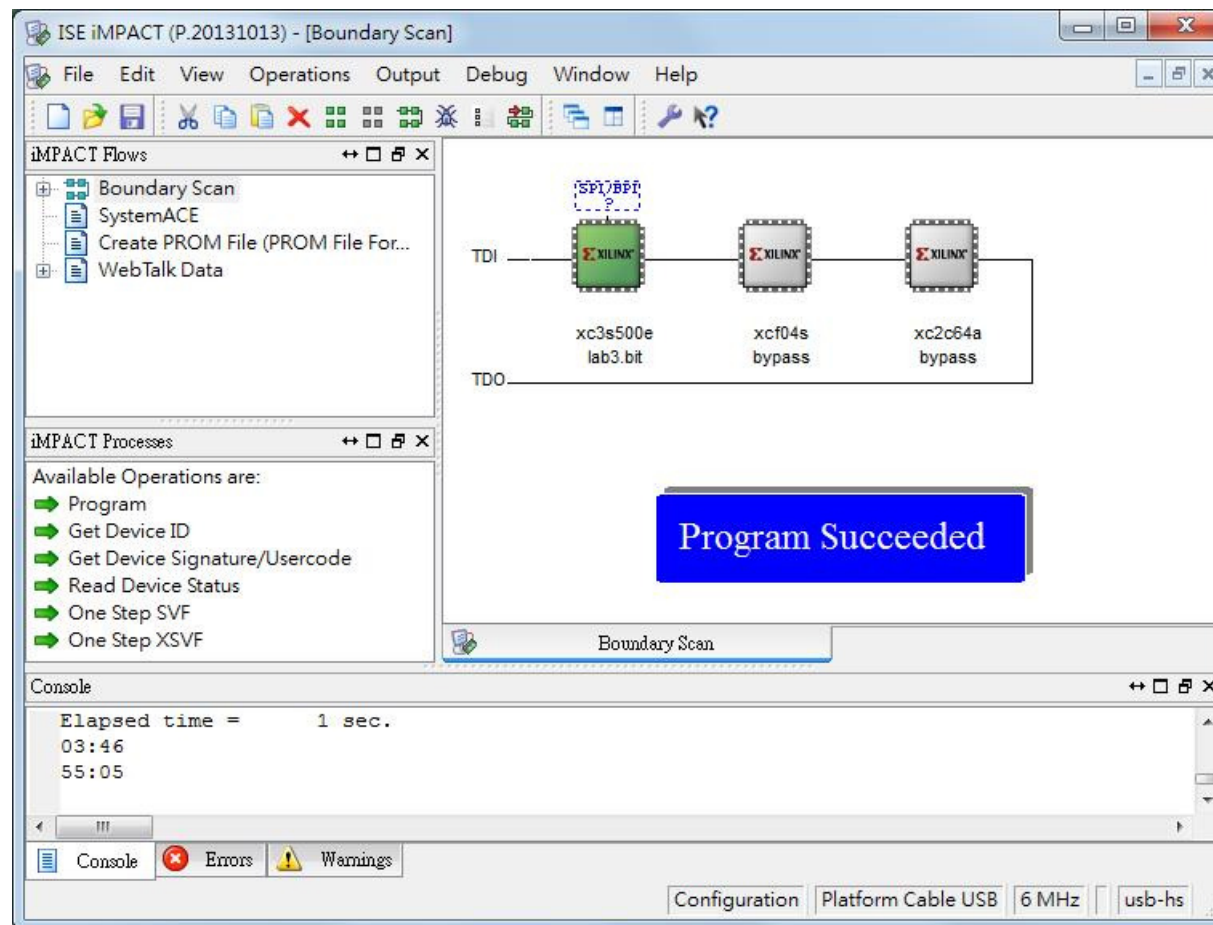 ISE iMPACT (P.20131013) - [Boundary Scan]
File Edit View Operations Output Debug Window Help
iMPACT Flows
Boundary Scan
SystemACE
Create PROM File (PROM File For...
WebTalk Data
SPI/BPI
?
TDI
XILINX
XILINX
XILINX
xc3s500e
lab3.bit
xcf04s
bypass
xc2c64a
bypass
TDO
iMPACT Processes
Available Operations are:
Program
Get Device ID
Get Device Signature/Usercode
Read Device Status
One Step SVF
One Step XSVF
Program Succeeded
Boundary Scan
Console
Elapsed time = 1 sec.
03:46
55:05
Console Errors Warnings
Configuration Platform Cable USB 6 MHz usb-hs